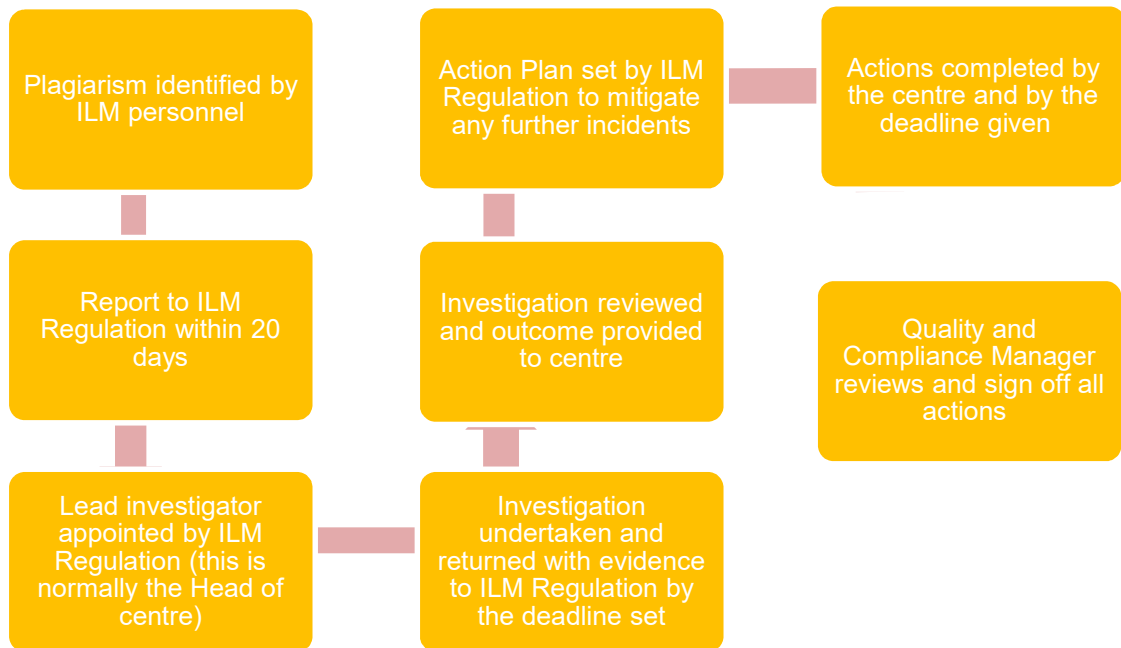 Plagiarism identified by
ILM personnel
Report to ILM
Regulation within 20
days
Lead investigator
appointed by ILM
Regulation (this is
normally the Head of
centre)
Investigation
undertaken and
returned with evidence
to ILM Regulation by
the deadline set
Investigation reviewed
and outcome provided
to centre
Action Plan set by ILM
Regulation to mitigate
any further incidents
Actions completed by
the centre and by the
deadline given
Quality and
Compliance Manager
reviews and sign off all
actions